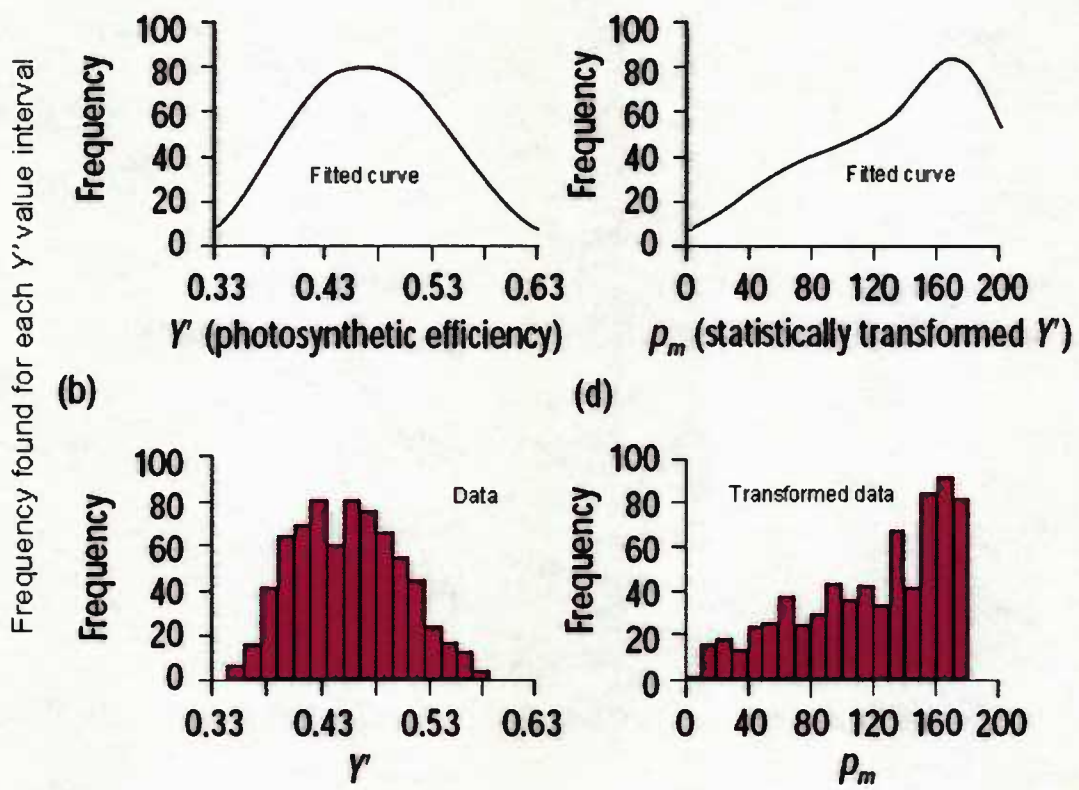 Frequency found for each Y' value interval
100
80
60
40
20
0
Frequency
Fitted curve
0.33 0.43 0.53 0.63
Y' (photosynthetic efficiency)
100
80
60
40
20
0
Frequency
Fitted curve
0 40 80 120 160 200
pm (statistically transformed Y')
(b)
100
80
60
40
20
0
Frequency
Data
0.33 0.43 0.53 0.63
Y'
(d)
100
80
60
40
20
0
Frequency
Transformed data
0 40 80 120 160 200
pm